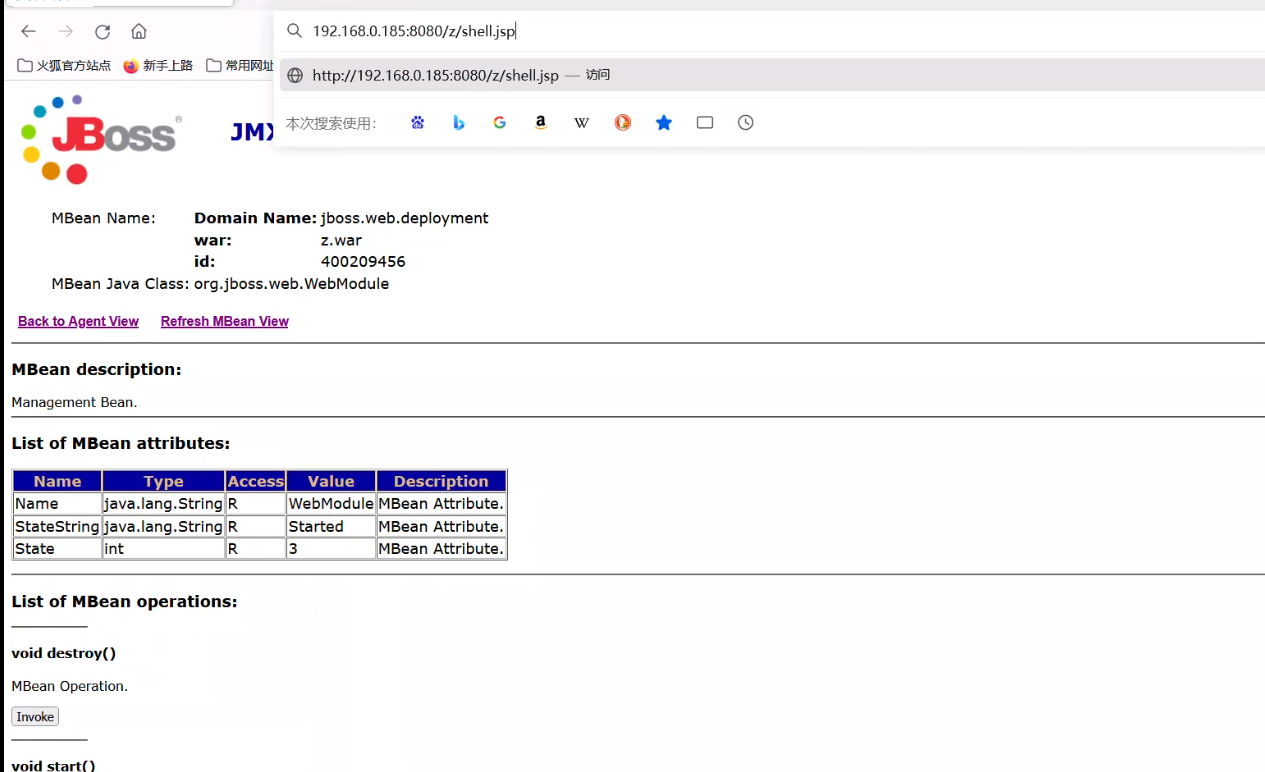 192.168.0.185:8080/z/shell.jsp
火狐官方站点 新手上路 常用网址
http://192.168.0.185:8080/z/shell.jsp — 访问
本次搜索使用:
JBoss®
JMX
MBean Name: Domain Name: jboss.web.deployment
war: z.war
id: 400209456
MBean Java Class: org.jboss.web.WebModule
Back to Agent View Refresh MBean View
MBean description:
Management Bean.
List of MBean attributes:
Name Type Access Value Description
Name java.lang.String R WebModule MBean Attribute.
StateString java.lang.String R Started MBean Attribute.
State int R 3 MBean Attribute.
List of MBean operations:
void destroy()
MBean Operation.
Invoke
void start()